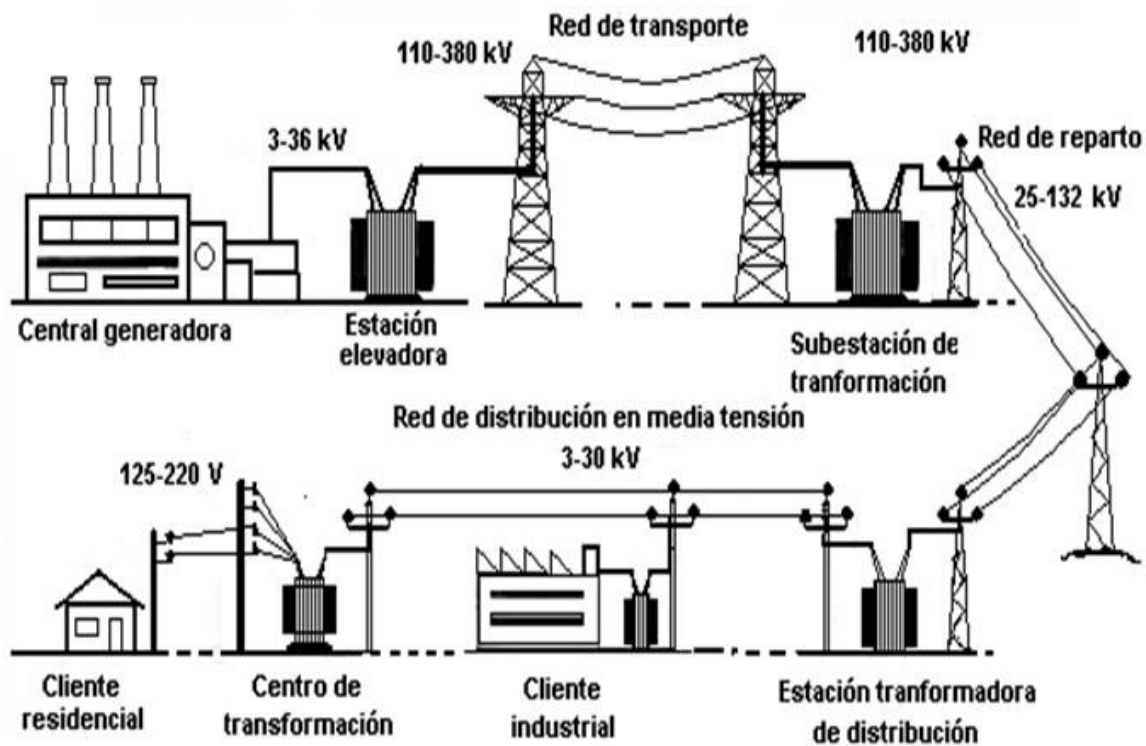 Red de transporte
110-380 kV
110-380 kV
3-36 kV
Red de reparto
25-132 kV
Central generadora
Estación
elevadora
Subestación de
tranformación
Red de distribución en media tensión
3-30 kV
125-220 V
Cliente
residencial
Centro de
transformación
Cliente
industrial
Estación tranformadora
de distribución